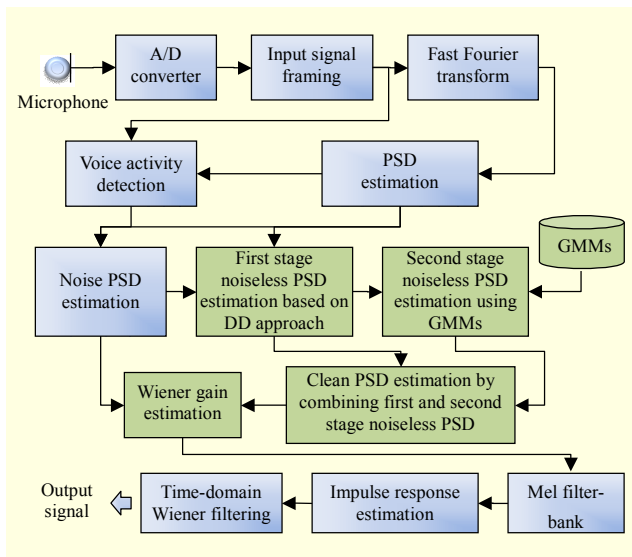 A/D
converter
Input signal
framing
Fast Fourier
transform
Microphone
Voice activity
detection
PSD
estimation
GMMs
Noise PSD
estimation
First stage
noiseless PSD
estimation based on
DD approach
Second stage
noiseless PSD
estimation using
GMMs
Wiener gain
estimation
Clean PSD estimation by
combining first and second
stage noiseless PSD
Output
signal
Time-domain
Wiener filtering
Impulse response
estimation
Mel filter-
bank